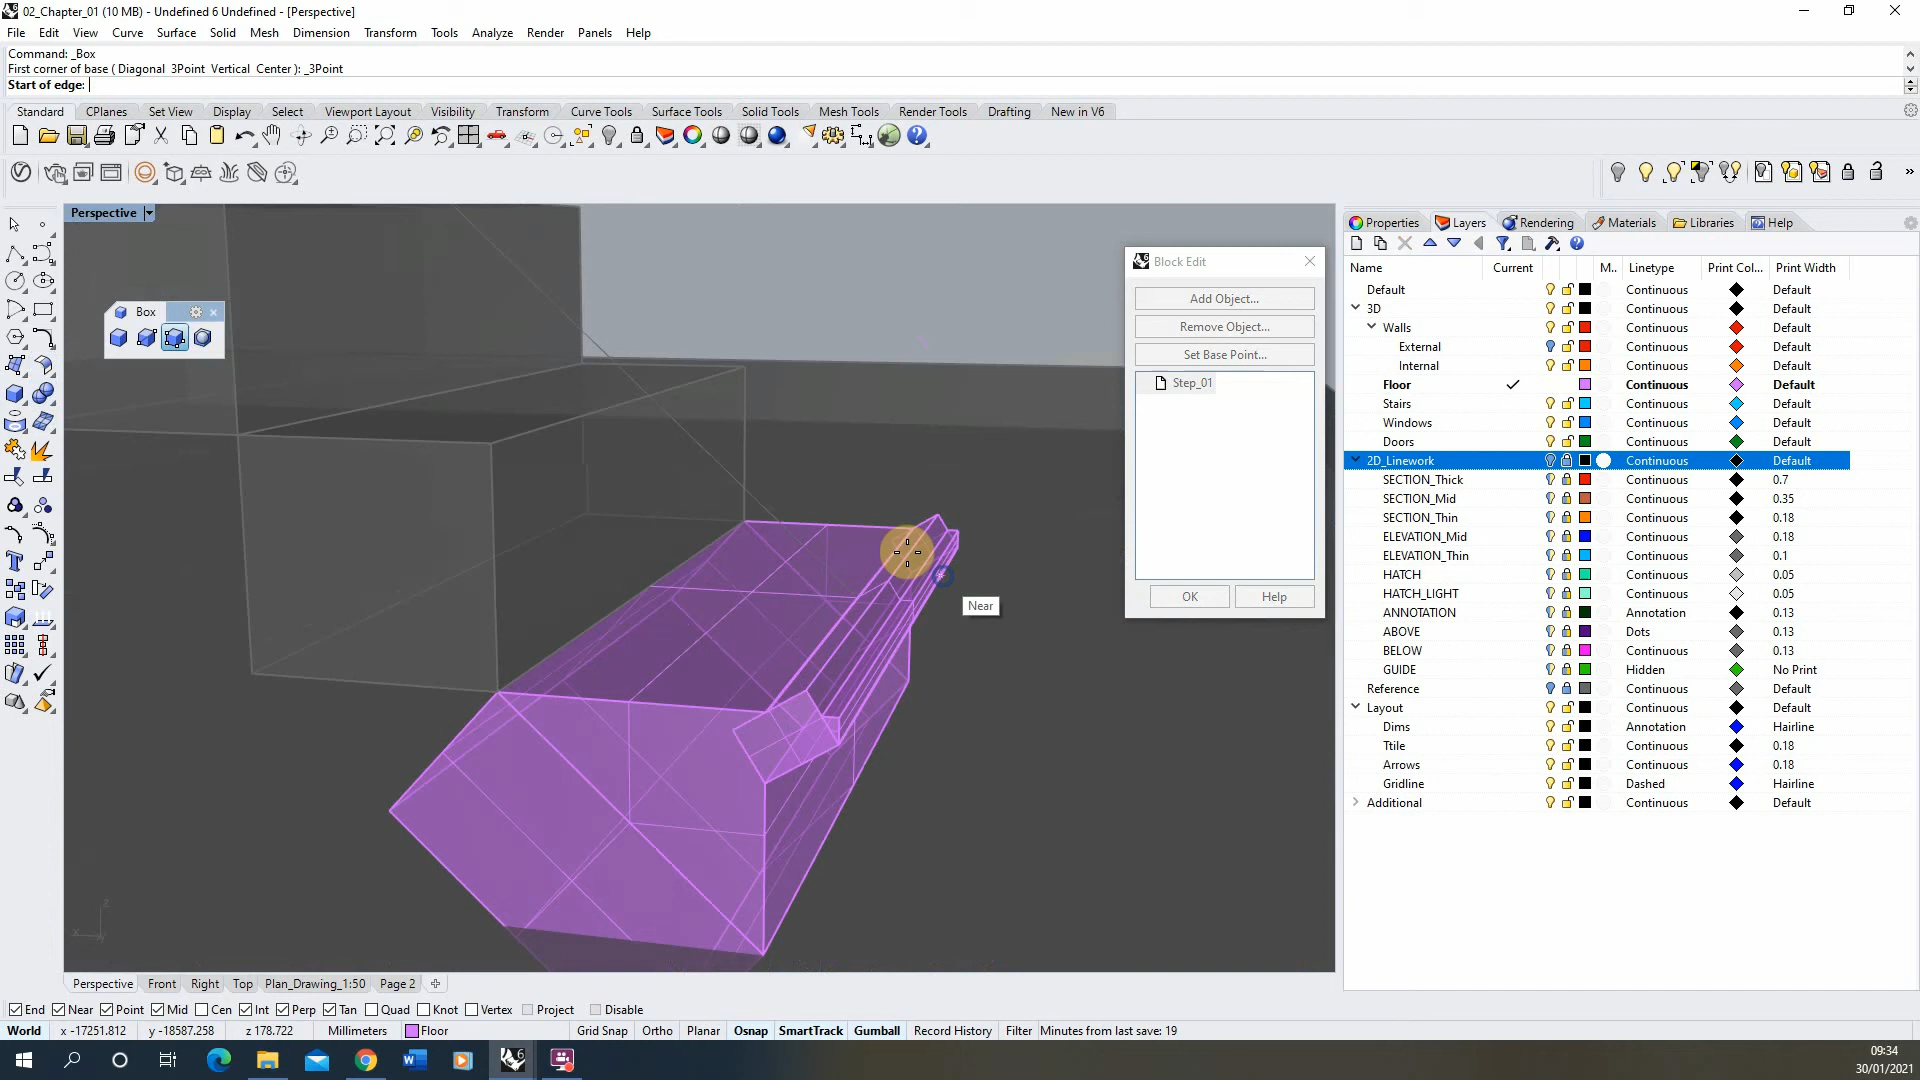 02_Chapter_01 (10 MB) - Undefined 6 Undefined - [Perspective]
File Edit View Curve Surface Solid Mesh Dimension Transform Tools Analyze Render Panels Help
Command: _Box
First corner of base ( Diagonal 3Point Vertical Center ): _3Point
Start of edge:
Standard CPlanes Set View Display Select Viewport Layout Visibility Transform Curve Tools Surface Tools Solid Tools Mesh Tools Render Tools Drafting New in V6
Perspective
Box
Near
Block Edit
Add Object...
Remove Object...
Set Base Point...
Step_01
OK Help
Properties Layers Rendering Materials Libraries Help
Name Current M.. Linetype Print Col... Print Width
Default Continuous Default
3D Continuous Default
Walls Continuous Default
External Continuous Default
Internal Continuous Default
Floor Continuous Default
Stairs Continuous Default
Windows Continuous Default
Doors Continuous Default
2D_Linework Continuous Default
SECTION_Thick Continuous 0.7
SECTION_Mid Continuous 0.35
SECTION_Thin Continuous 0.18
ELEVATION_Mid Continuous 0.18
ELEVATION_Thin Continuous 0.1
HATCH Continuous 0.05
HATCH_LIGHT Continuous 0.05
ANNOTATION Annotation 0.13
ABOVE Dots 0.13
BELOW Continuous 0.13
GUIDE Hidden No Print
Reference Continuous Default
Layout Continuous Default
Dims Annotation Hairline
Ttile Continuous 0.18
Arrows Continuous 0.18
Gridline Dashed Hairline
Additional Continuous Default
z
x
Perspective Front Right Top Plan_Drawing_1:50 Page 2
End Near Point Mid Cen Int Perp Tan Quad Knot Vertex Project Disable
World x -17251.812 y -18587.258 z 178.722 Millimeters Floor Grid Snap Ortho Planar Osnap SmartTrack Gumball Record History Filter Minutes from last save: 19
09:34
30/01/2021